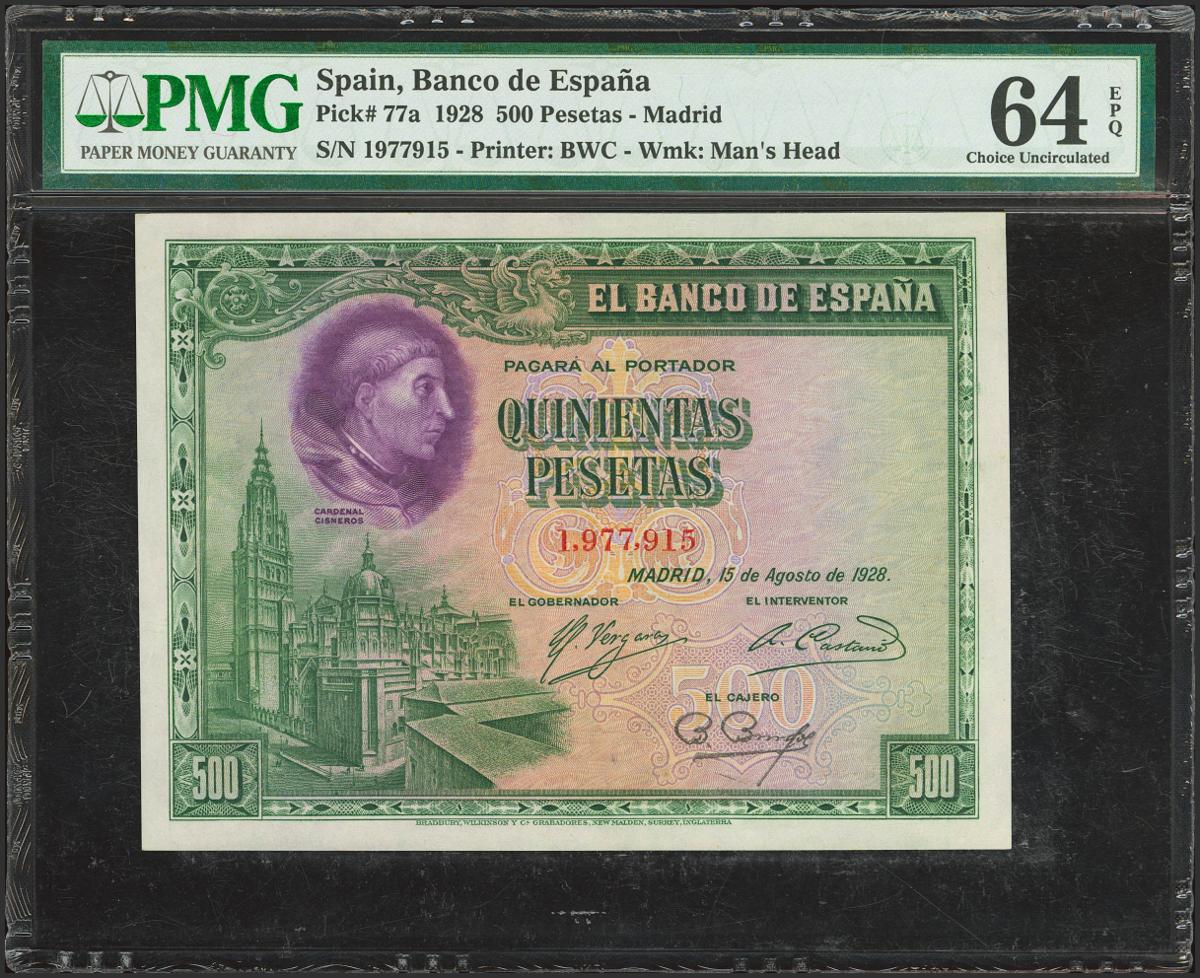 PMG
PAPER MONEY GUARANTY
Spain, Banco de España
Pick# 77a 1928 500 Pesetas - Madrid
S/N 1977915 - Printer: BWC - Wmk: Man's Head
64
EPQ
Choice Uncirculated
EL BANCO DE ESPAÑA
PAGARÁ AL PORTADOR
QUINIENTAS
PESETAS
CARDENAL
CISNEROS
1,977,915
MADRID, 15 de Agosto de 1928.
EL GOBERNADOR
EL INTERVENTOR
500
EL CAJERO
500
500
BRADBURY, WILKINSON Y Cª GRABADORES, NEW MALDEN, SURREY, INGLATERRA